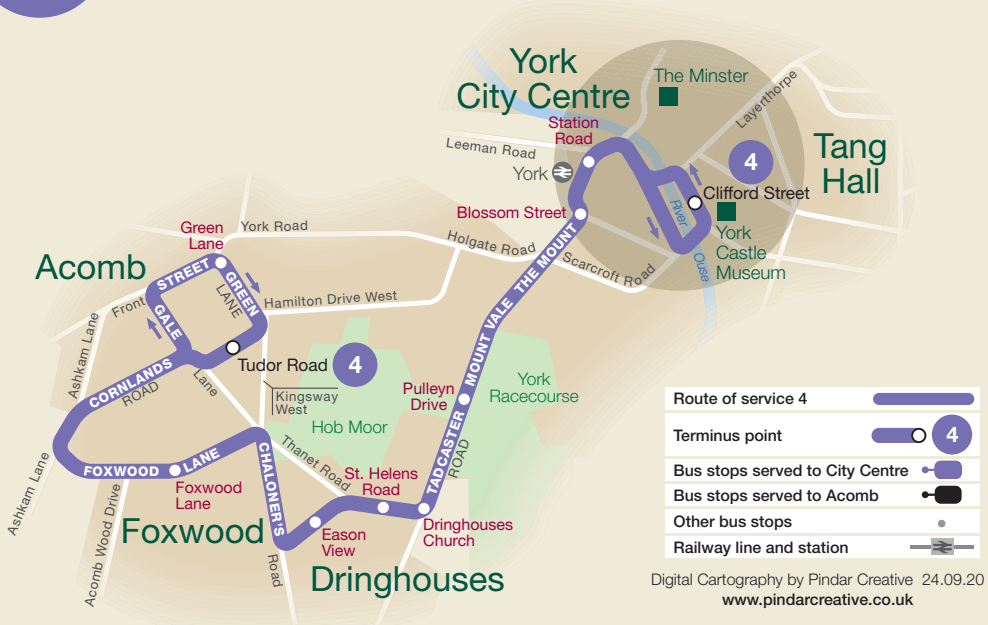 York
City Centre
The Minster
Station
Road
Layerthorpe
Leeman Road
York
4
Tang
Hall
Clifford Street
Blossom Street
River
Ouse
York
Castle
Museum
Green
Lane
York Road
Holgate Road
Scarcroft Road
THE MOUNT
MOUNT VALE
Acomb
STREET
Front
GREEN
LANE
GALE
Hamilton Drive West
Ashkam Lane
Tudor Road
4
CORNLANDS
ROAD
Lane
Kingsway
West
Hob Moor
Pulleyn
Drive
York
Racecourse
TADCASTER
ROAD
Thanet Road
St. Helens
Road
FOXWOOD
LANE
CHALONER'S
Road
Foxwood
Lane
Ashkam Lane
Acomb Wood Drive
Foxwood
Eason
View
Dringhouses
Church
Dringhouses
Route of service 4
Terminus point
4
Bus stops served to City Centre
Bus stops served to Acomb
Other bus stops
Railway line and station
Digital Cartography by Pindar Creative 24.09.20
www.pindarcreative.co.uk